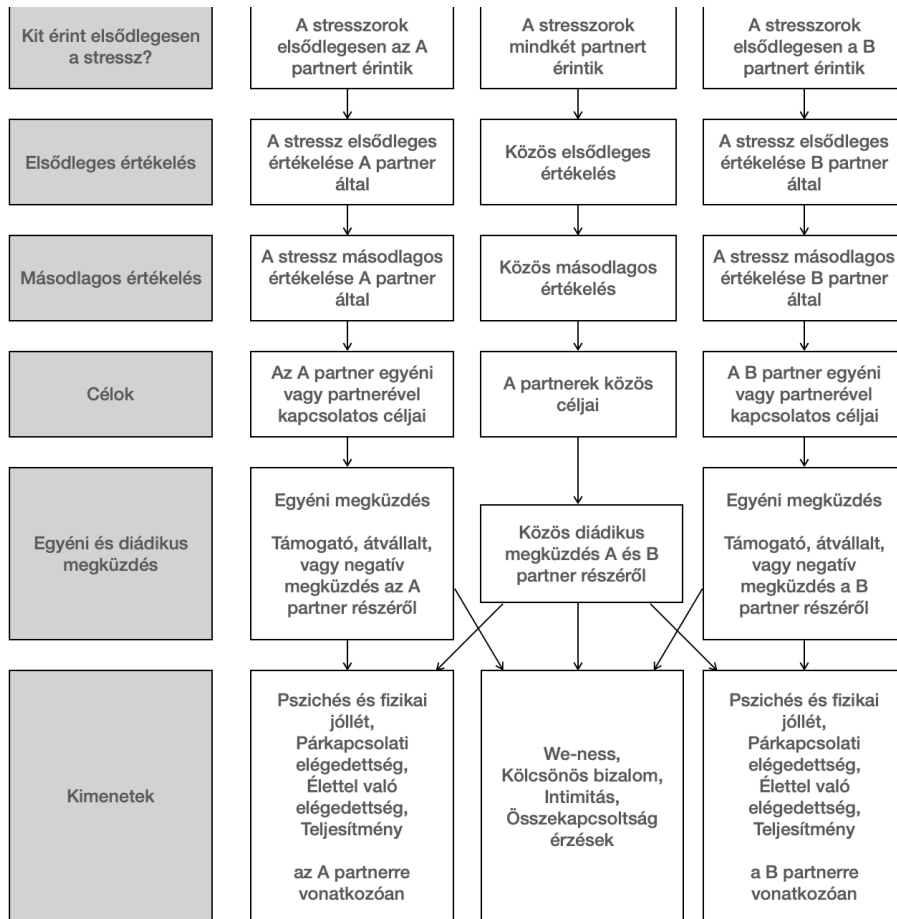 Kit érint elsődlegesen
a stressz?
A stresszorok
elsődlegesen az A
partnert érintik
A stresszorok
mindkét partnert
érintik
A stresszorok
elsődlegesen a B
partnert érintik
Elsődleges értékelés
A stressz elsődleges
értékelése A partner
által
Közös elsődleges
értékelés
A stressz elsődleges
értékelése B partner
által
Másodlagos értékelés
A stressz másodlagos
értékelése A partner
által
Közös másodlagos
értékelés
A stressz másodlagos
értékelése B partner
által
Célok
Az A partner egyéni
vagy partnerével
kapcsolatos céljai
A partnerek közös
céljai
A B partner egyéni
vagy partnerével
kapcsolatos céljai
Egyéni és diádikus
megküzdés
Egyéni megküzdés
Támogató, átvállalt,
vagy negatív
megküzdés az A
partner részéről
Közös diádikus
megküzdés A és B
partner részéről
Egyéni megküzdés
Támogató, átvállalt,
vagy negatív
megküzdés a B
partner részéről
Kimenetek
Pszichés és fizikai
jóllét,
Párkapcsolati
elégedettség,
Élettel való
elégedettség,
Teljesítmény
az A partnerre
vonatkozóan
We-ness,
Kölcsönös bizalom,
Intimitás,
Összekapcsoltság
érzések
Pszichés és fizikai
jóllét,
Párkapcsolati
elégedettség,
Élettel való
elégedettség,
Teljesítmény
a B partnerre
vonatkozóan